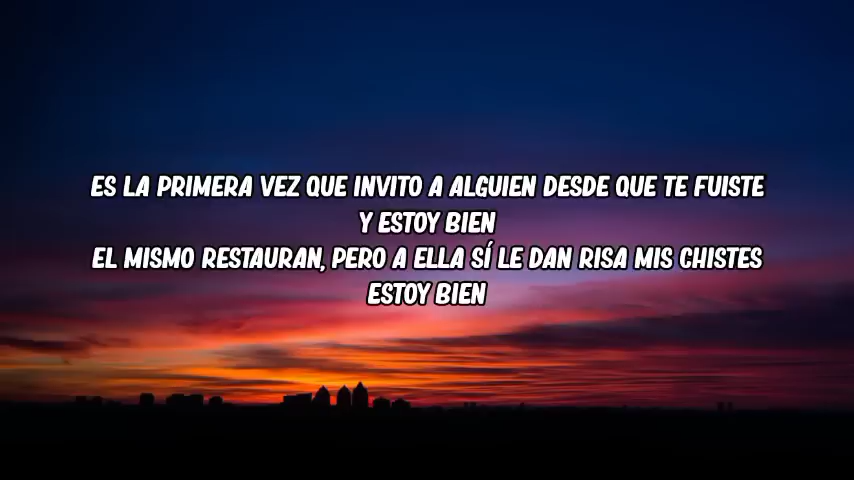 ES LA PRIMERA VEZ QUE INVITO A ALGUIEN DESDE QUE TE FUISTE
Y ESTOY BIEN
EL MISMO RESTAURAN, PERO A ELLA SÍ LE DAN RISA MIS CHISTES
ESTOY BIEN